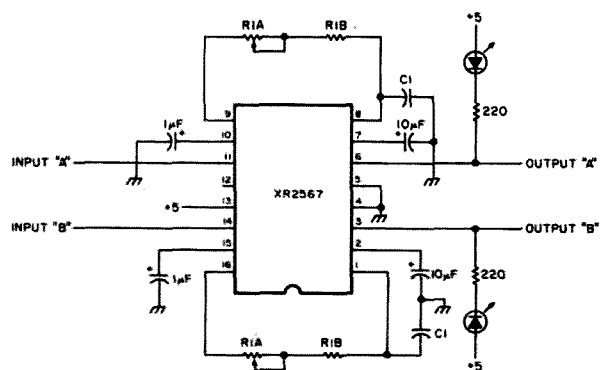 R1A R1B
+5
C1
220
9 8
1µF + 10 7 10µF +
INPUT "A" 11 6 OUTPUT "A"
12 5
XR2567
+5 13 4
INPUT "B" 14 3 OUTPUT "B"
15 2
+ 1µF 16 1 + 10µF
220
C1
R1A R1B
+5